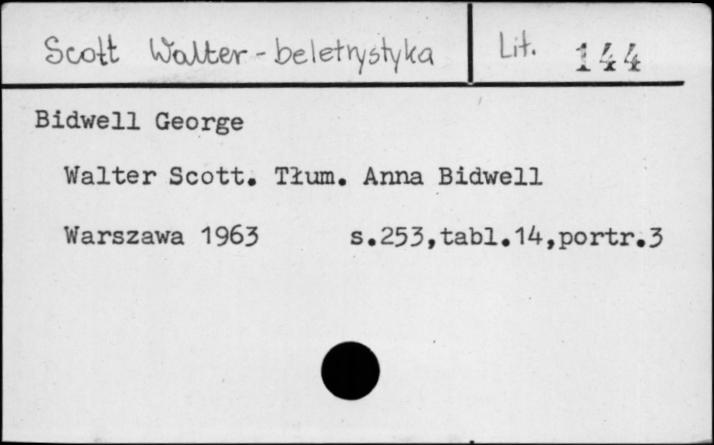 Scott Walter - beletrystyka Lit. 144
Bidwell George
Walter Scott. Tłum. Anna Bidwell
Warszawa 1963 s.253,tabl.14,portr.3